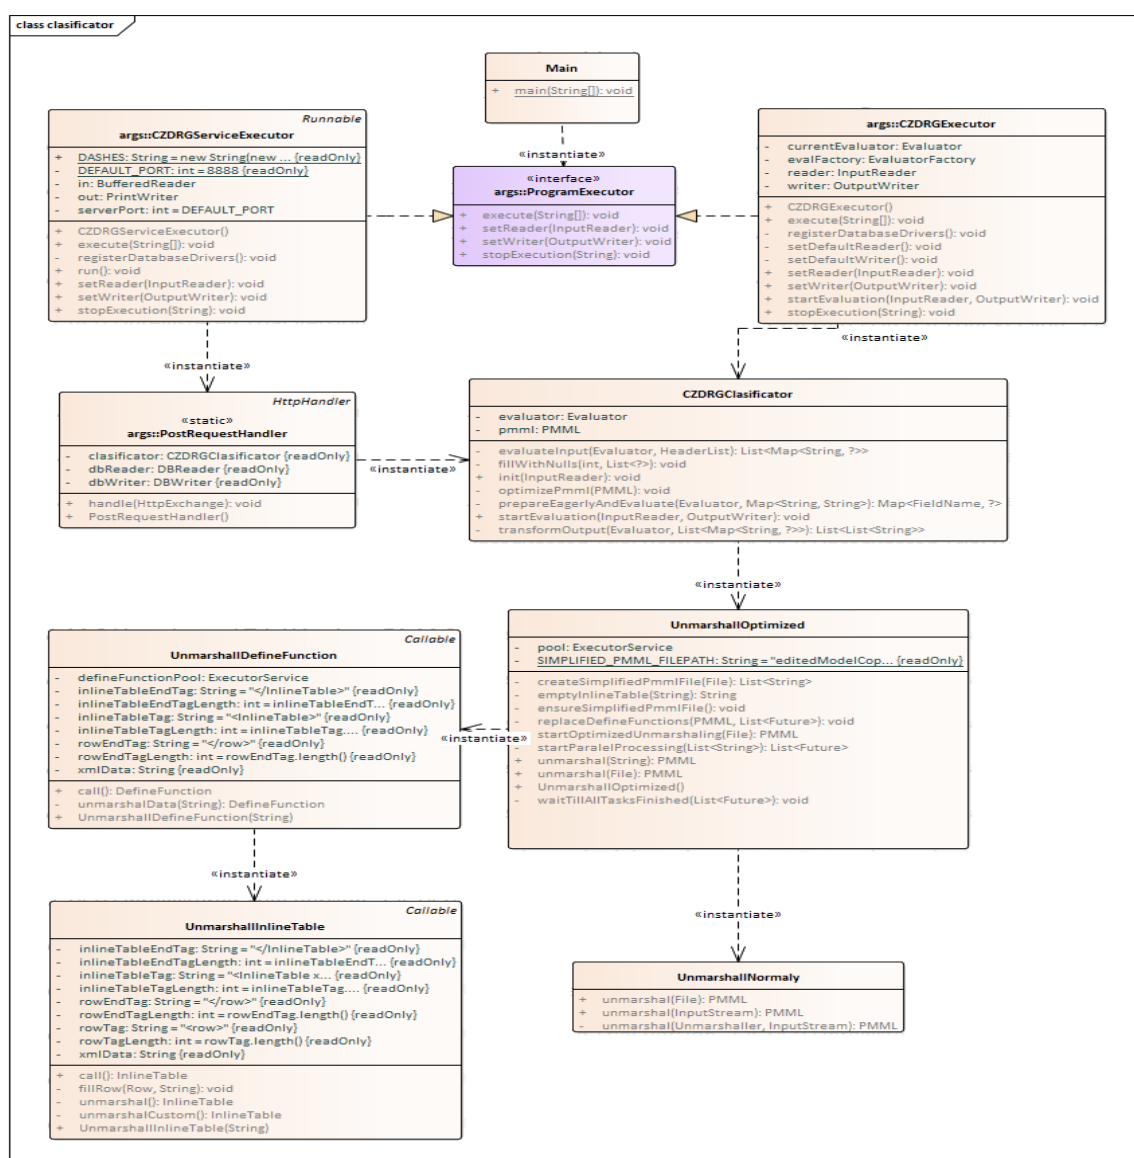 class clasificator
Main
+ main(String[]): void
«instantiate»
Runnable
args::CZDRGServiceExecutor
+ DASHES: String = new String(new ... {readOnly}
- DEFAULT_PORT: int = 8888 {readOnly}
- in: BufferedReader
- out: PrintWriter
- serverPort: int = DEFAULT_PORT
+ CZDRGServiceExecutor()
+ execute(String[]): void
- registerDatabaseDrivers(): void
+ run(): void
+ setReader(InputReader): void
+ setWriter(OutputWriter): void
+ stopExecution(String): void
«interface»
args::ProgramExecutor
+ execute(String[]): void
+ setReader(InputReader): void
+ setWriter(OutputWriter): void
+ stopExecution(String): void
args::CZDRGExecutor
- currentEvaluator: Evaluator
- evalFactory: EvaluatorFactory
- reader: InputReader
- writer: OutputWriter
+ CZDRGExecutor()
+ execute(String[]): void
- registerDatabaseDrivers(): void
- setDefaultReader(): void
- setDefaultWriter(): void
+ setReader(InputReader): void
+ setWriter(OutputWriter): void
+ startEvaluation(InputReader, OutputWriter): void
+ stopExecution(String): void
«instantiate»
«instantiate»
HttpHandler
«static»
args::PostRequestHandler
- clasificator: CZDRGClasificator {readOnly}
- dbReader: DBReader {readOnly}
- dbWriter: DBWriter {readOnly}
+ handle(HttpExchange): void
+ PostRequestHandler()
«instantiate»
CZDRGClasificator
- evaluator: Evaluator
- pmml: PMML
- evaluateInput(Evaluator, HeaderList): List<Map<String, ?>>
- fillWithNulls(int, List<?>): void
+ init(InputReader): void
- optimizePmml(PMML): void
- prepareEagerlyAndEvaluate(Evaluator, Map<String, String>): Map<FieldName, ?>
+ startEvaluation(InputReader, OutputWriter): void
- transformOutput(Evaluator, List<Map<String, ?>>): List<List<String>>
«instantiate»
Callable
UnmarshallDefineFunction
- defineFunctionPool: ExecutorService
- inlineTableEndTag: String = "</InlineTable>" {readOnly}
- inlineTableEndTagLength: int = inlineTableEndT... {readOnly}
- inlineTableTag: String = "<InlineTable>" {readOnly}
- inlineTableTagLength: int = inlineTableTag.... {readOnly}
- rowEndTag: String = "</row>" {readOnly}
- rowEndTagLength: int = rowEndTag.length() {readOnly}
- xmlData: String {readOnly}
+ call(): DefineFunction
- unmarshalData(String): DefineFunction
+ UnmarshallDefineFunction(String)
«instantiate»
UnmarshallOptimized
- pool: ExecutorService
- SIMPLIFIED_PMML_FILEPATH: String = "editedModelCop... {readOnly}
- createSimplifiedPmmlFile(File): List<String>
- emptyInlineTable(String): String
- ensureSimplifiedPmmlFile(): void
- replaceDefineFunctions(PMML, List<Future>): void
- startOptimizedUnmarshaling(File): PMML
- startParalelProcessing(List<String>): List<Future>
+ unmarshal(String): PMML
+ unmarshal(File): PMML
+ UnmarshallOptimized()
- waitTillAllTasksFinished(List<Future>): void
«instantiate»
«instantiate»
Callable
UnmarshallInlineTable
- inlineTableEndTag: String = "</InlineTable>" {readOnly}
- inlineTableEndTagLength: int = inlineTableEndT... {readOnly}
- inlineTableTag: String = "<InlineTable x... {readOnly}
- inlineTableTagLength: int = inlineTableTag.... {readOnly}
- rowEndTag: String = "</row>" {readOnly}
- rowEndTagLength: int = rowEndTag.length() {readOnly}
- rowTag: String = "<row>" {readOnly}
- rowTagLength: int = rowTag.length() {readOnly}
- xmlData: String {readOnly}
+ call(): InlineTable
- fillRow(Row, String): void
- unmarshal(): InlineTable
- unmarshalCustom(): InlineTable
+ UnmarshallInlineTable(String)
UnmarshallNormaly
+ unmarshal(File): PMML
+ unmarshal(InputStream): PMML
- unmarshal(Unmarshaller, InputStream): PMML